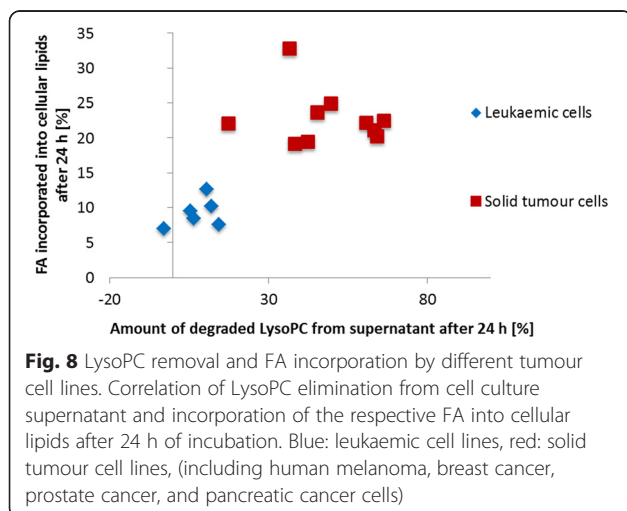 FA incorporated into cellular lipids
after 24 h [%]
35
30
25
20
15
10
5
0
-20
30
80
Leukaemic cells
Solid tumour cells
Amount of degraded LysoPC from supernatant after 24 h [%]
Fig. 8 LysoPC removal and FA incorporation by different tumour
cell lines. Correlation of LysoPC elimination from cell culture
supernatant and incorporation of the respective FA into cellular
lipids after 24 h of incubation. Blue: leukaemic cell lines, red: solid
tumour cell lines, (including human melanoma, breast cancer,
prostate cancer, and pancreatic cancer cells)